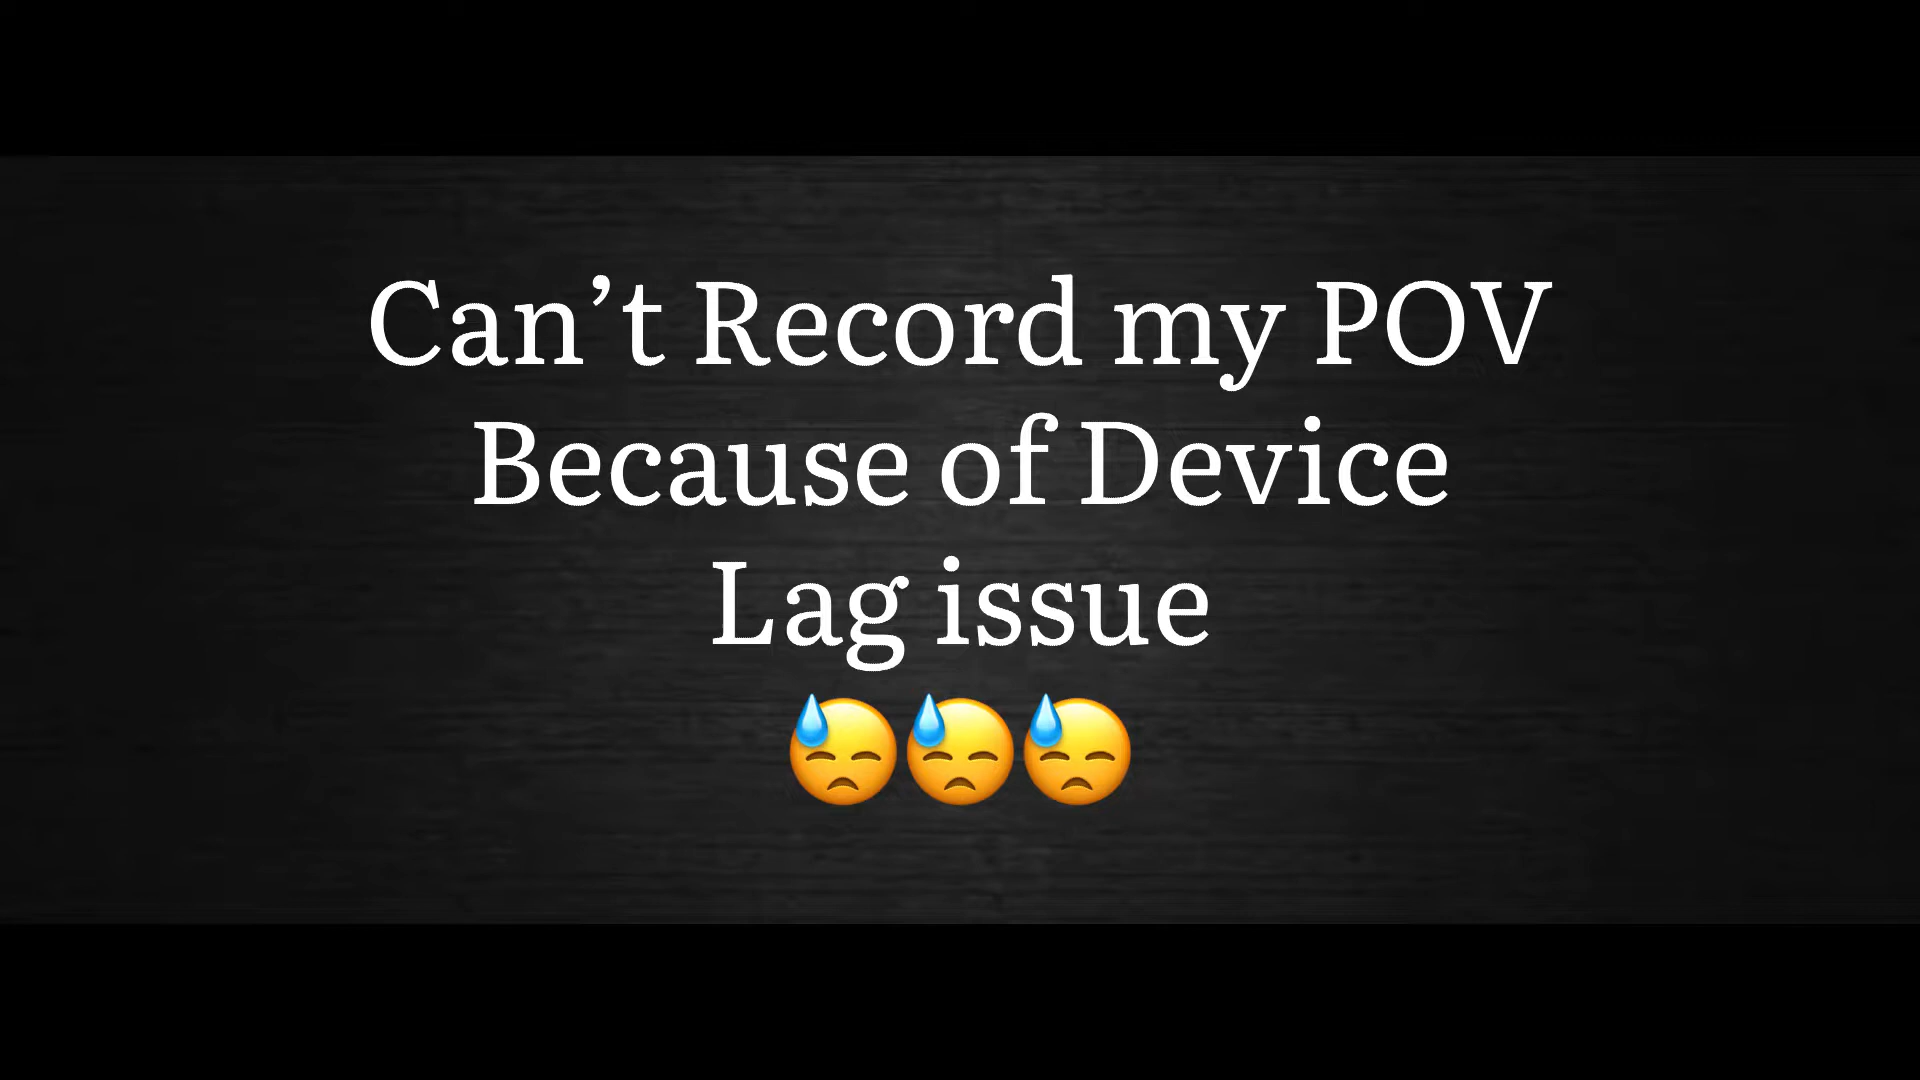 Can’t Record my POV
Because of Device
Lag issue
😓😓😓